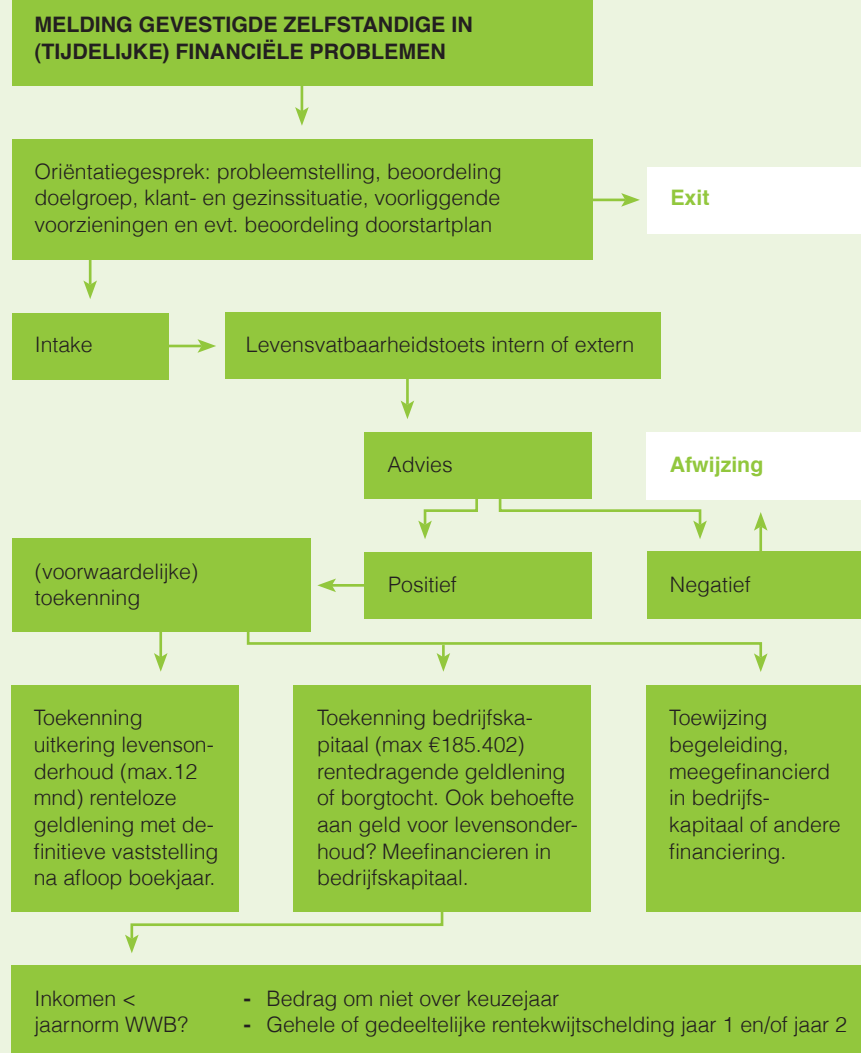 MELDING GEVESTIGDE ZELFSTANDIGE IN
(TIJDELIJKE) FINANCIËLE PROBLEMEN
Oriëntatiegesprek: probleemstelling, beoordeling
doelgroep, klant- en gezinssituatie, voorliggende
voorzieningen en evt. beoordeling doorstartplan
Exit
Intake
Levensvatbaarheidstoets intern of extern
Advies
Afwijzing
(voorwaardelijke)
toekenning
Positief
Negatief
Toekenning
uitkering levenson-
derhoud (max.12
mnd) renteloze
geldlening met de-
finitieve vaststelling
na afloop boekjaar.
Toekenning bedrijfska-
pitaal (max €185.402)
rentedragende geldlening
of borgtocht. Ook behoefte
aan geld voor levensonder-
houd? Meefinancieren in
bedrijfskapitaal.
Toewijzing
begeleiding,
meegefinancierd
in bedrijfs-
kapitaal of andere
financiering.
Inkomen <
jaarnorm WWB?
- Bedrag om niet over keuzejaar
- Gehele of gedeeltelijke rentekwijtschelding jaar 1 en/of jaar 2